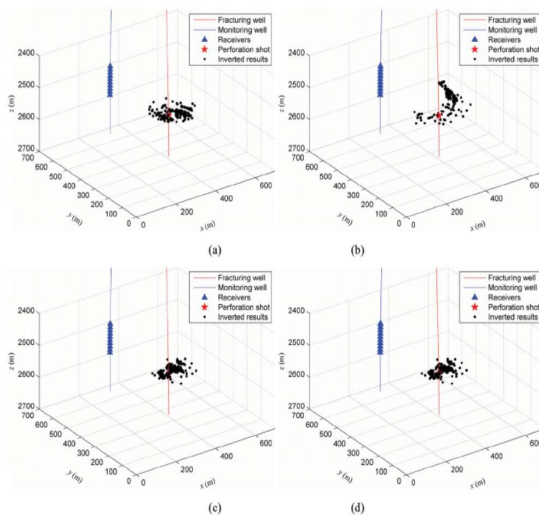 Fracturing well
Monitoring well
Receivers
Perforation shot
Inverted results
2400
2500
2600
2700
z (m)
700
600
500
400
300
200
100
0
y (m)
0
200
400
600
x (m)
(a)
Fracturing well
Monitoring well
Receivers
Perforation shot
Inverted results
2400
2500
2600
2700
z (m)
700
600
500
400
300
200
100
0
y (m)
0
200
400
600
x (m)
(b)
Fracturing well
Monitoring well
Receivers
Perforation shot
Inverted results
2400
2500
2600
2700
z (m)
700
600
500
400
300
200
100
0
y (m)
0
200
400
600
x (m)
(c)
Fracturing well
Monitoring well
Receivers
Perforation shot
Inverted results
2400
2500
2600
2700
z (m)
700
600
500
400
300
200
100
0
y (m)
0
200
400
600
x (m)
(d)